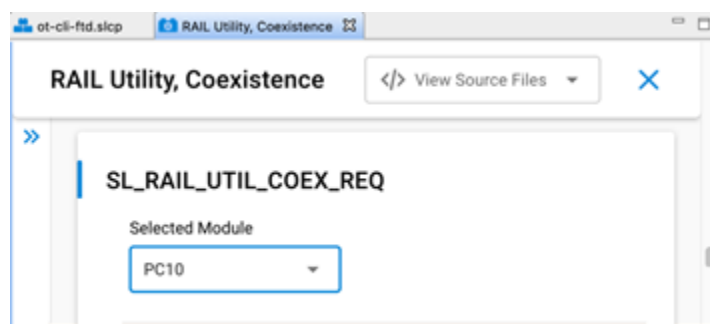 ot-cli-ftd.slcp
RAIL Utility, Coexistence
RAIL Utility, Coexistence
</> View Source Files
SL_RAIL_UTIL_COEX_REQ
Selected Module
PC10